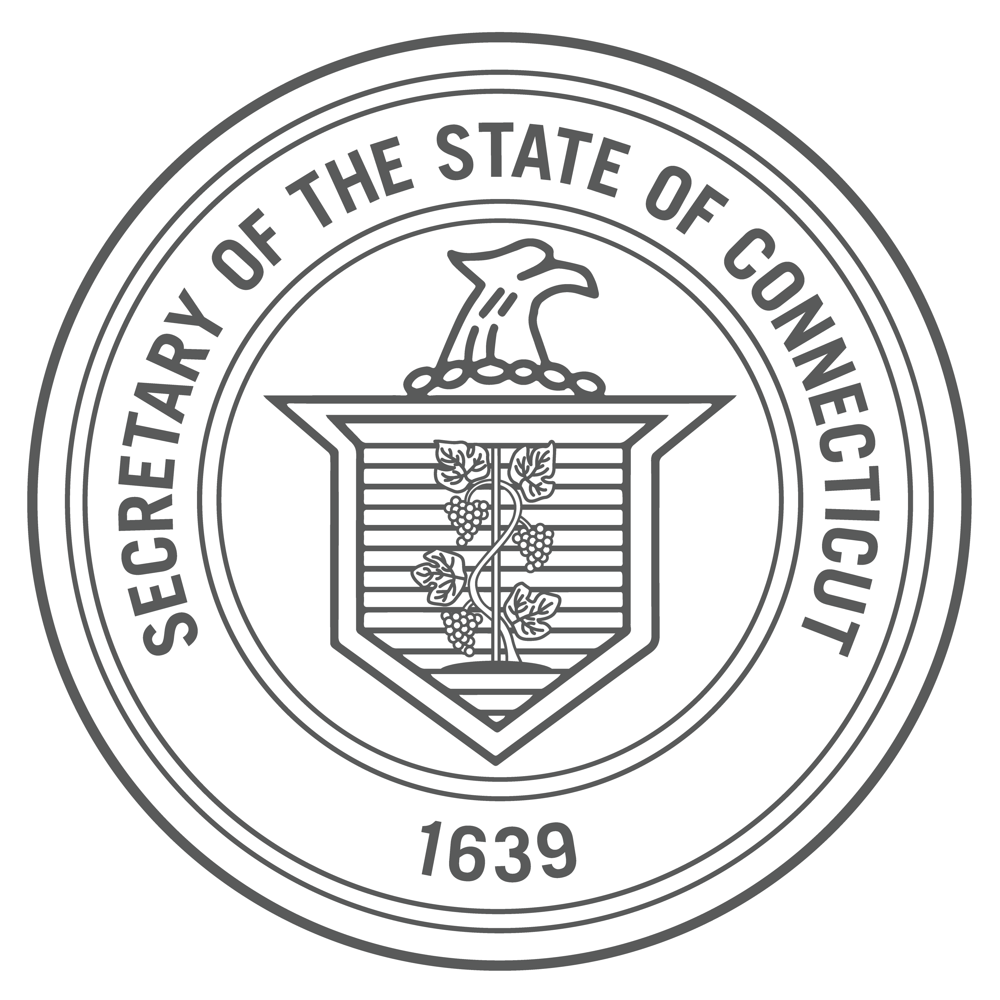 SECRETARY OF THE STATE OF CONNECTICUT
1639